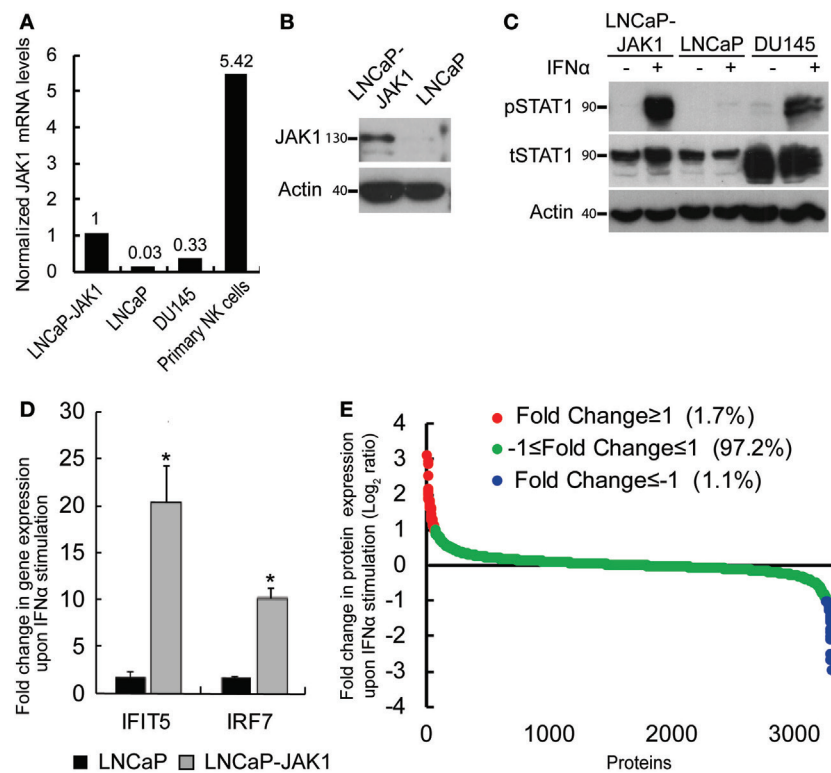 A
Normalized JAK1 mRNA levels
6
5
4
3
2
1
0
1
0.03
0.33
5.42
LNCaP-JAK1
LNCaP
DU145
Primary NK cells
B
LNCaP-
JAK1
LNCaP
JAK1 130
Actin 40
C
LNCaP-
JAK1 LNCaP DU145
IFNα - + - + - +
pSTAT1 90
tSTAT1 90
Actin 40
D
Fold change in gene expression
upon IFNα stimulation
30
25
20
15
10
5
0
*
*
IFIT5 IRF7
LNCaP LNCaP-JAK1
E
Fold change in protein expression
upon IFNα stimulation (Log2 ratio)
4
3
2
1
0
-1
-2
-3
-4
Fold Change≥1 (1.7%)
-1≤Fold Change≤1 (97.2%)
Fold Change≤-1 (1.1%)
0 1000 2000 3000
Proteins